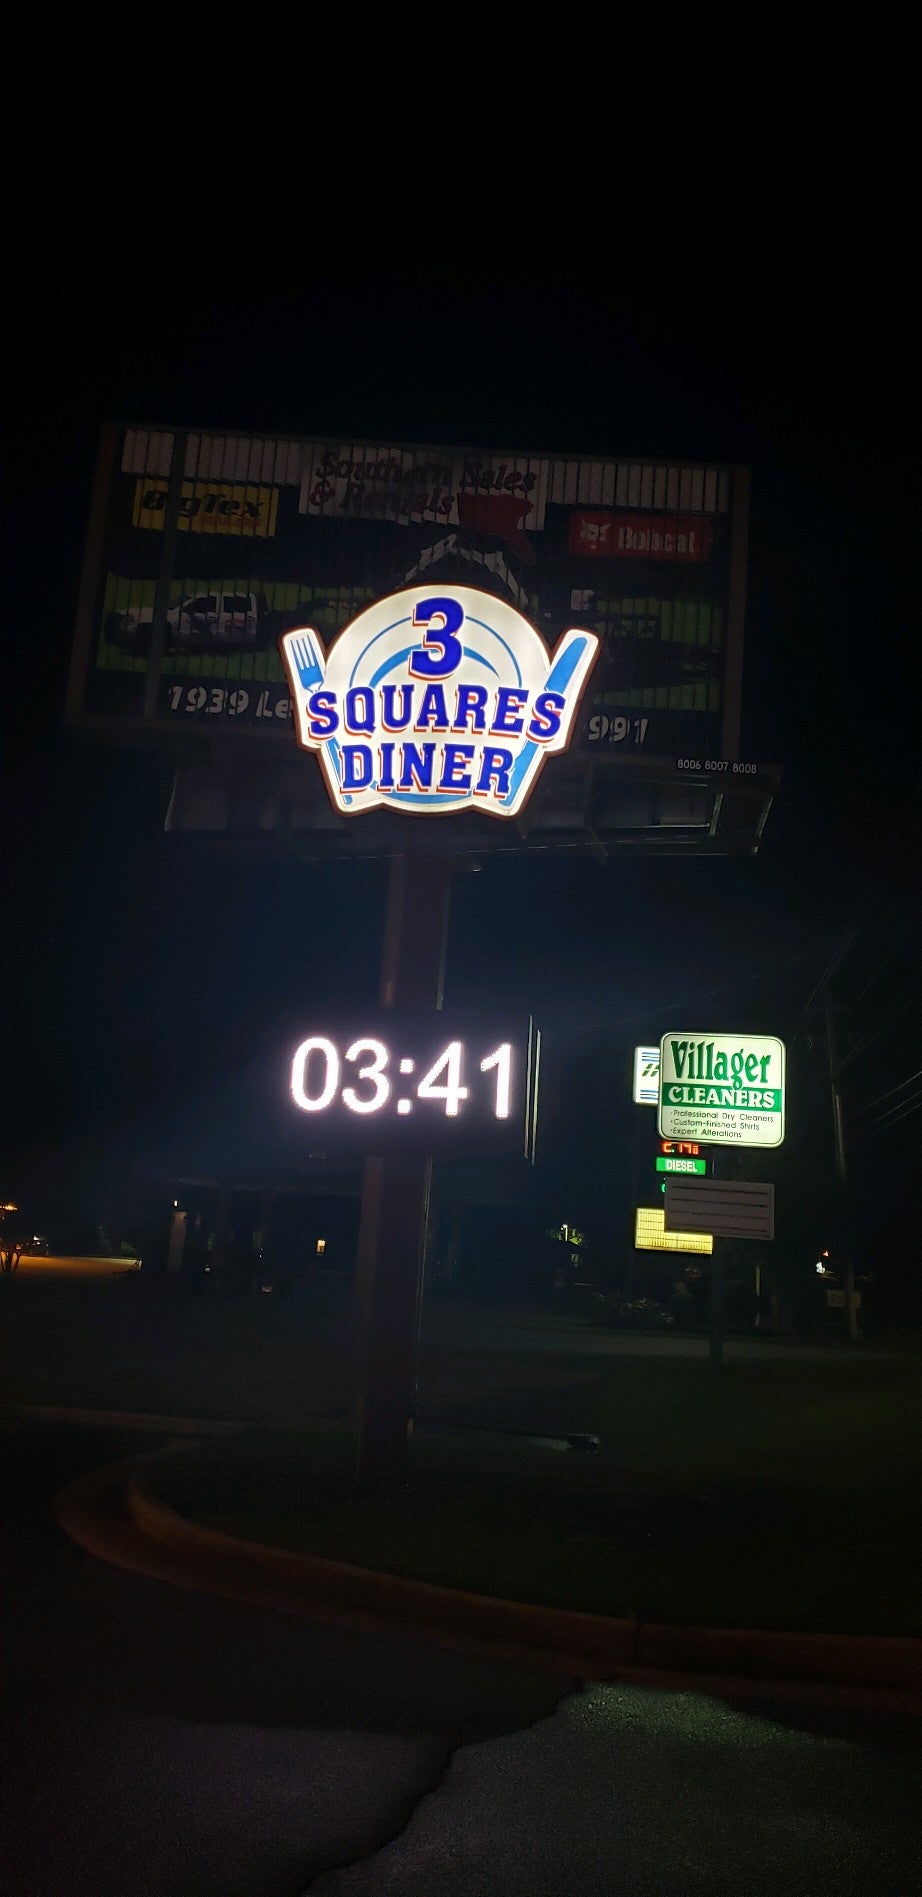 Southern Sales
& Rentals
BigTex
Bobcat
1939 Le
991
8006 8007 8008
3
SQUARES
DINER
03:41
Villager
CLEANERS
·Professional Dry Cleaners
·Custom-Finished Shirts
·Expert Alterations
DIESEL